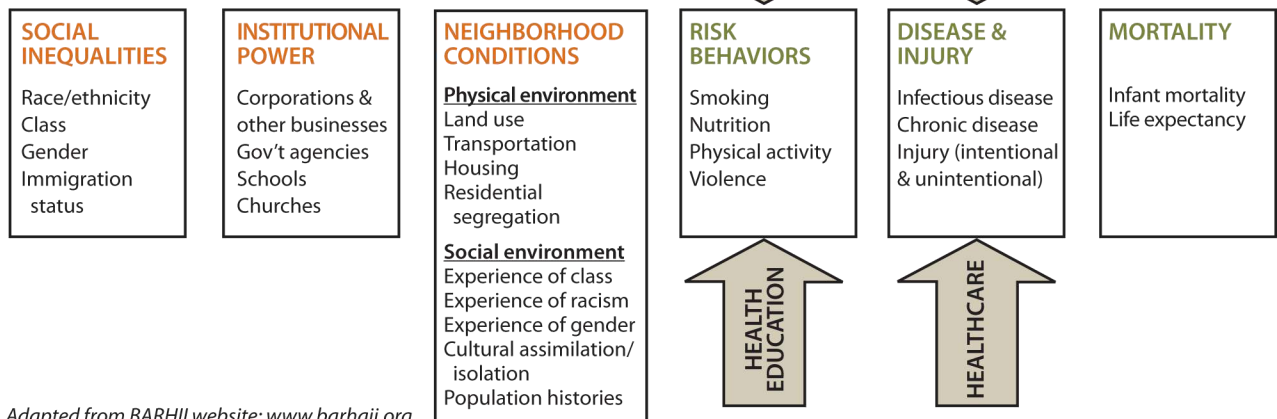 SOCIAL
INEQUALITIES
Race/ethnicity
Class
Gender
Immigration
status
INSTITUTIONAL
POWER
Corporations &
other businesses
Gov't agencies
Schools
Churches
NEIGHBORHOOD
CONDITIONS
Physical environment
Land use
Transportation
Housing
Residential
segregation
Social environment
Experience of class
Experience of racism
Experience of gender
Cultural assimilation/
isolation
Population histories
RISK
BEHAVIORS
Smoking
Nutrition
Physical activity
Violence
HEALTH
EDUCATION
DISEASE &
INJURY
Infectious disease
Chronic disease
Injury (intentional
& unintentional)
HEALTHCARE
MORTALITY
Infant mortality
Life expectancy
Adapted from BARHII website: www.barhaii.org